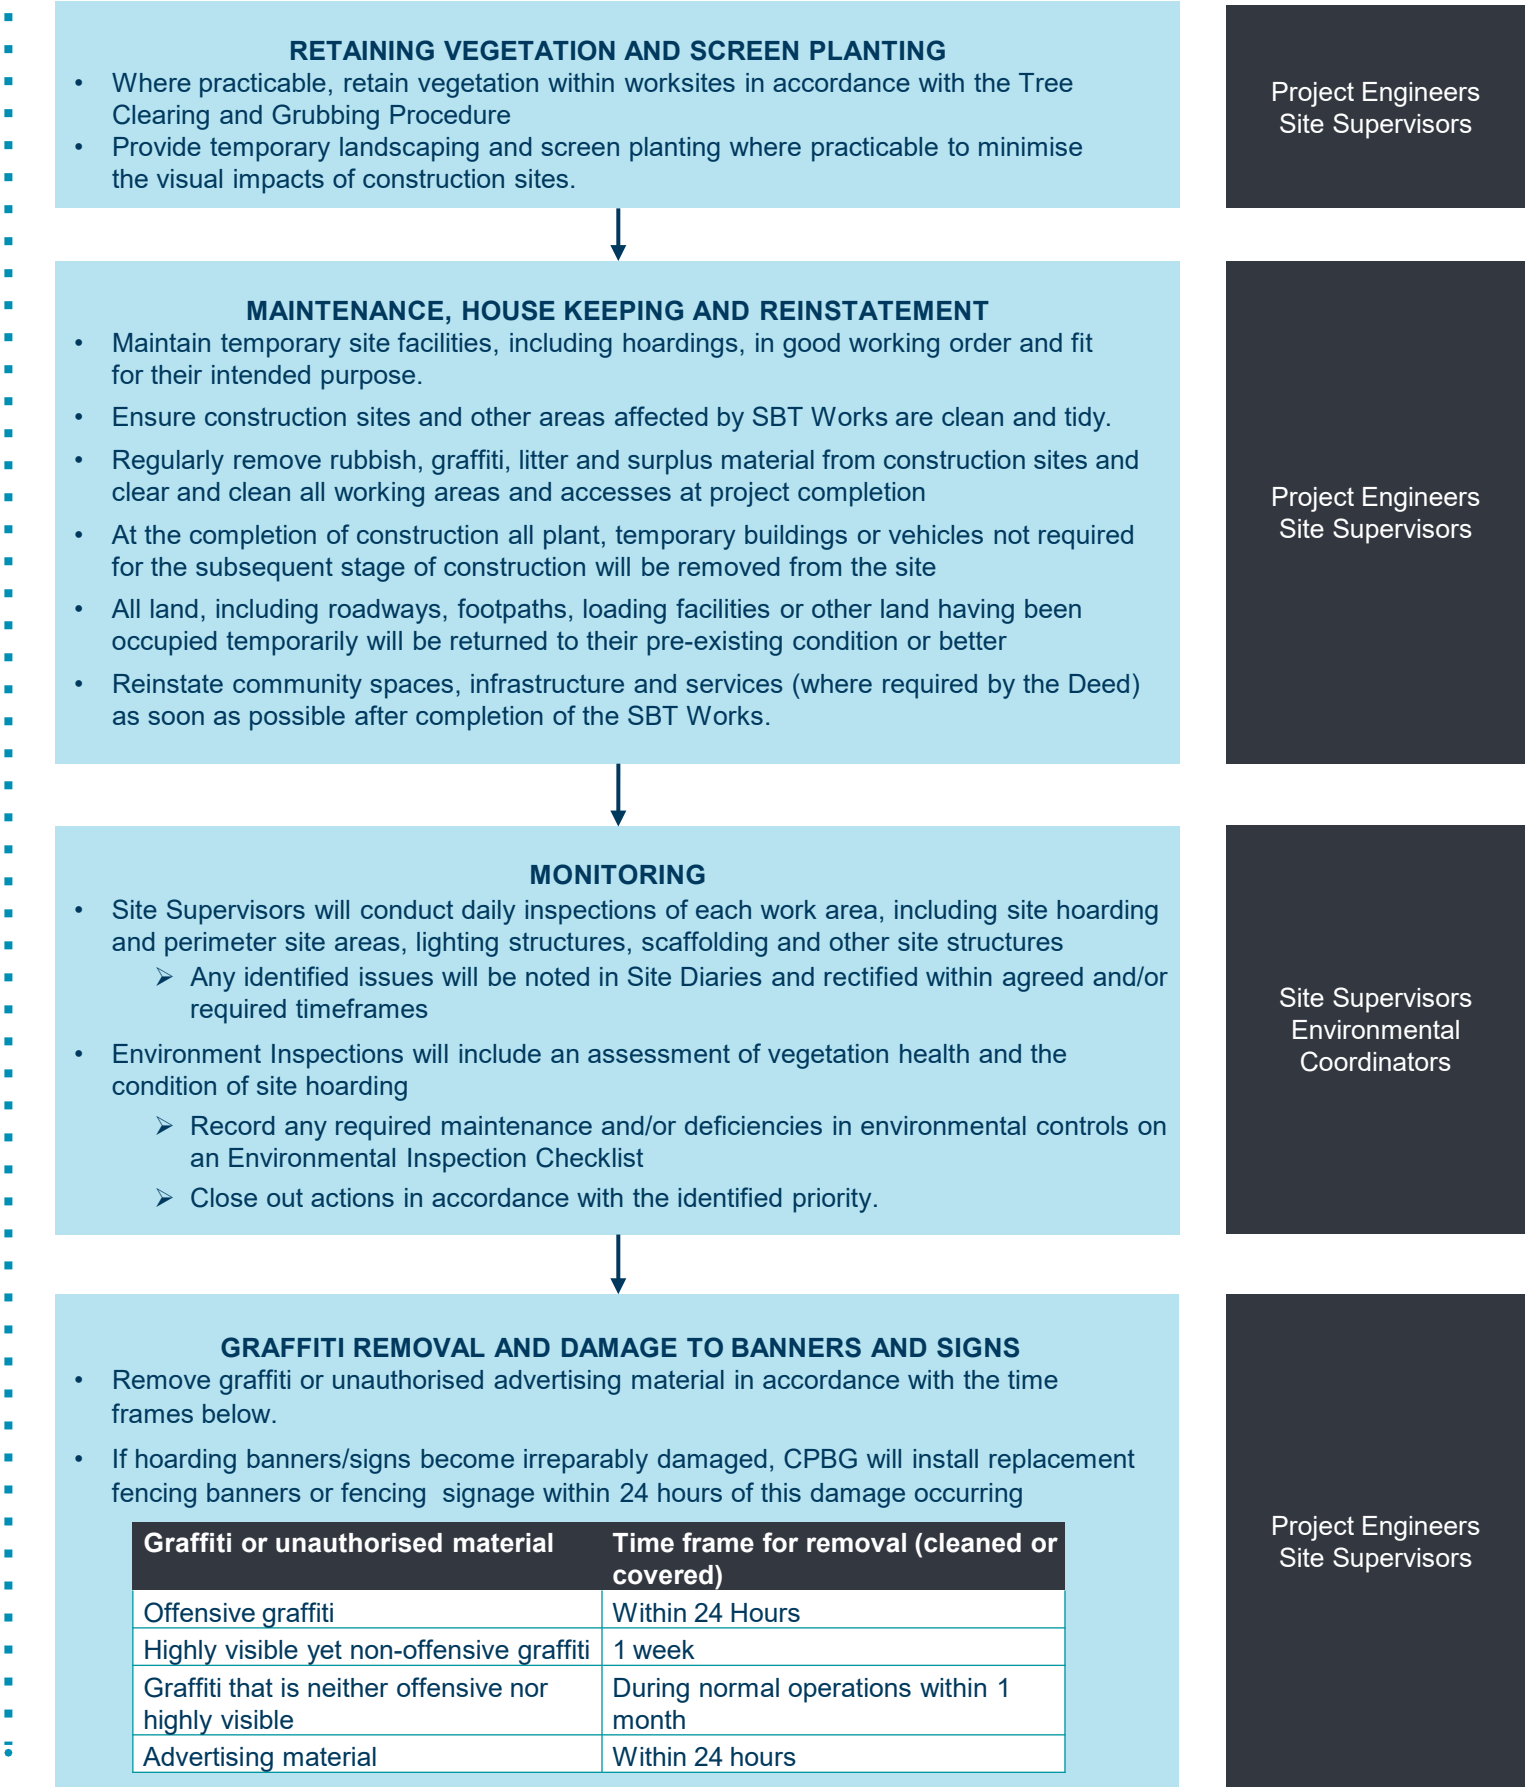 RETAINING VEGETATION AND SCREEN PLANTING
• Where practicable, retain vegetation within worksites in accordance with the Tree
Clearing and Grubbing Procedure
• Provide temporary landscaping and screen planting where practicable to minimise
the visual impacts of construction sites.
Project Engineers
Site Supervisors
MAINTENANCE, HOUSE KEEPING AND REINSTATEMENT
• Maintain temporary site facilities, including hoardings, in good working order and fit
for their intended purpose.
• Ensure construction sites and other areas affected by SBT Works are clean and tidy.
• Regularly remove rubbish, graffiti, litter and surplus material from construction sites and
clear and clean all working areas and accesses at project completion
• At the completion of construction all plant, temporary buildings or vehicles not required
for the subsequent stage of construction will be removed from the site
• All land, including roadways, footpaths, loading facilities or other land having been
occupied temporarily will be returned to their pre-existing condition or better
• Reinstate community spaces, infrastructure and services (where required by the Deed)
as soon as possible after completion of the SBT Works.
Project Engineers
Site Supervisors
MONITORING
• Site Supervisors will conduct daily inspections of each work area, including site hoarding
and perimeter site areas, lighting structures, scaffolding and other site structures
➢ Any identified issues will be noted in Site Diaries and rectified within agreed and/or
required timeframes
• Environment Inspections will include an assessment of vegetation health and the
condition of site hoarding
➢ Record any required maintenance and/or deficiencies in environmental controls on
an Environmental Inspection Checklist
➢ Close out actions in accordance with the identified priority.
Site Supervisors
Environmental
Coordinators
GRAFFITI REMOVAL AND DAMAGE TO BANNERS AND SIGNS
• Remove graffiti or unauthorised advertising material in accordance with the time
frames below.
• If hoarding banners/signs become irreparably damaged, CPBG will install replacement
fencing banners or fencing signage within 24 hours of this damage occurring
Graffiti or unauthorised material Time frame for removal (cleaned or
covered)
Offensive graffiti Within 24 Hours
Highly visible yet non-offensive graffiti 1 week
Graffiti that is neither offensive nor During normal operations within 1
highly visible month
Advertising material Within 24 hours
Project Engineers
Site Supervisors